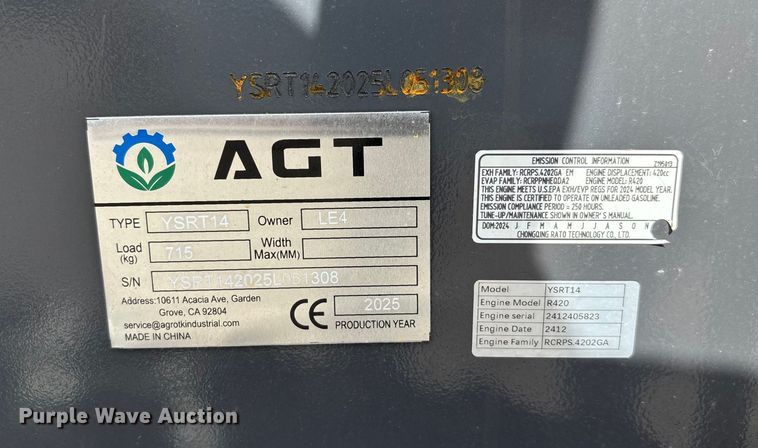 YSRT142025L051308
AGT
TYPE YSRT14 Owner LE4
Load (kg) 715 Width Max(MM)
S/N YSRT142025L051308
Address:10611 Acacia Ave, Garden
Grove, CA 92804
service@agrotkindustrial.com
MADE IN CHINA
CE 2025
PRODUCTION YEAR
EMISSION CONTROL INFORMATION
EXH FAMILY: RCRPS.4202GA EM ENGINE DISPLACEMENT: 420cc
EVAP FAMILY: RCRPPNHEQDA2 ENGINE MODEL: R420
THIS ENGINE MEETS U.S.EPA EXH/EVP REGS FOR 2024 MODEL YEAR.
THIS ENGINE IS CERTIFIED TO OPERATE ON UNLEADED GASOLINE.
EMISSION COMPLIANCE PERIOD = 250 HOURS.
TUNE-UP/MAINTENANCE SHOWN IN OWNER'S MANUAL.
DOM:2024 J F M A M J J A S O N
CHONGQING RATO TECHNOLOGY CO., LTD.
Model YSRT14
Engine Model R420
Engine serial 2412405823
Engine Date 2412
Engine Family RCRPS.4202GA
Purple Wave Auction